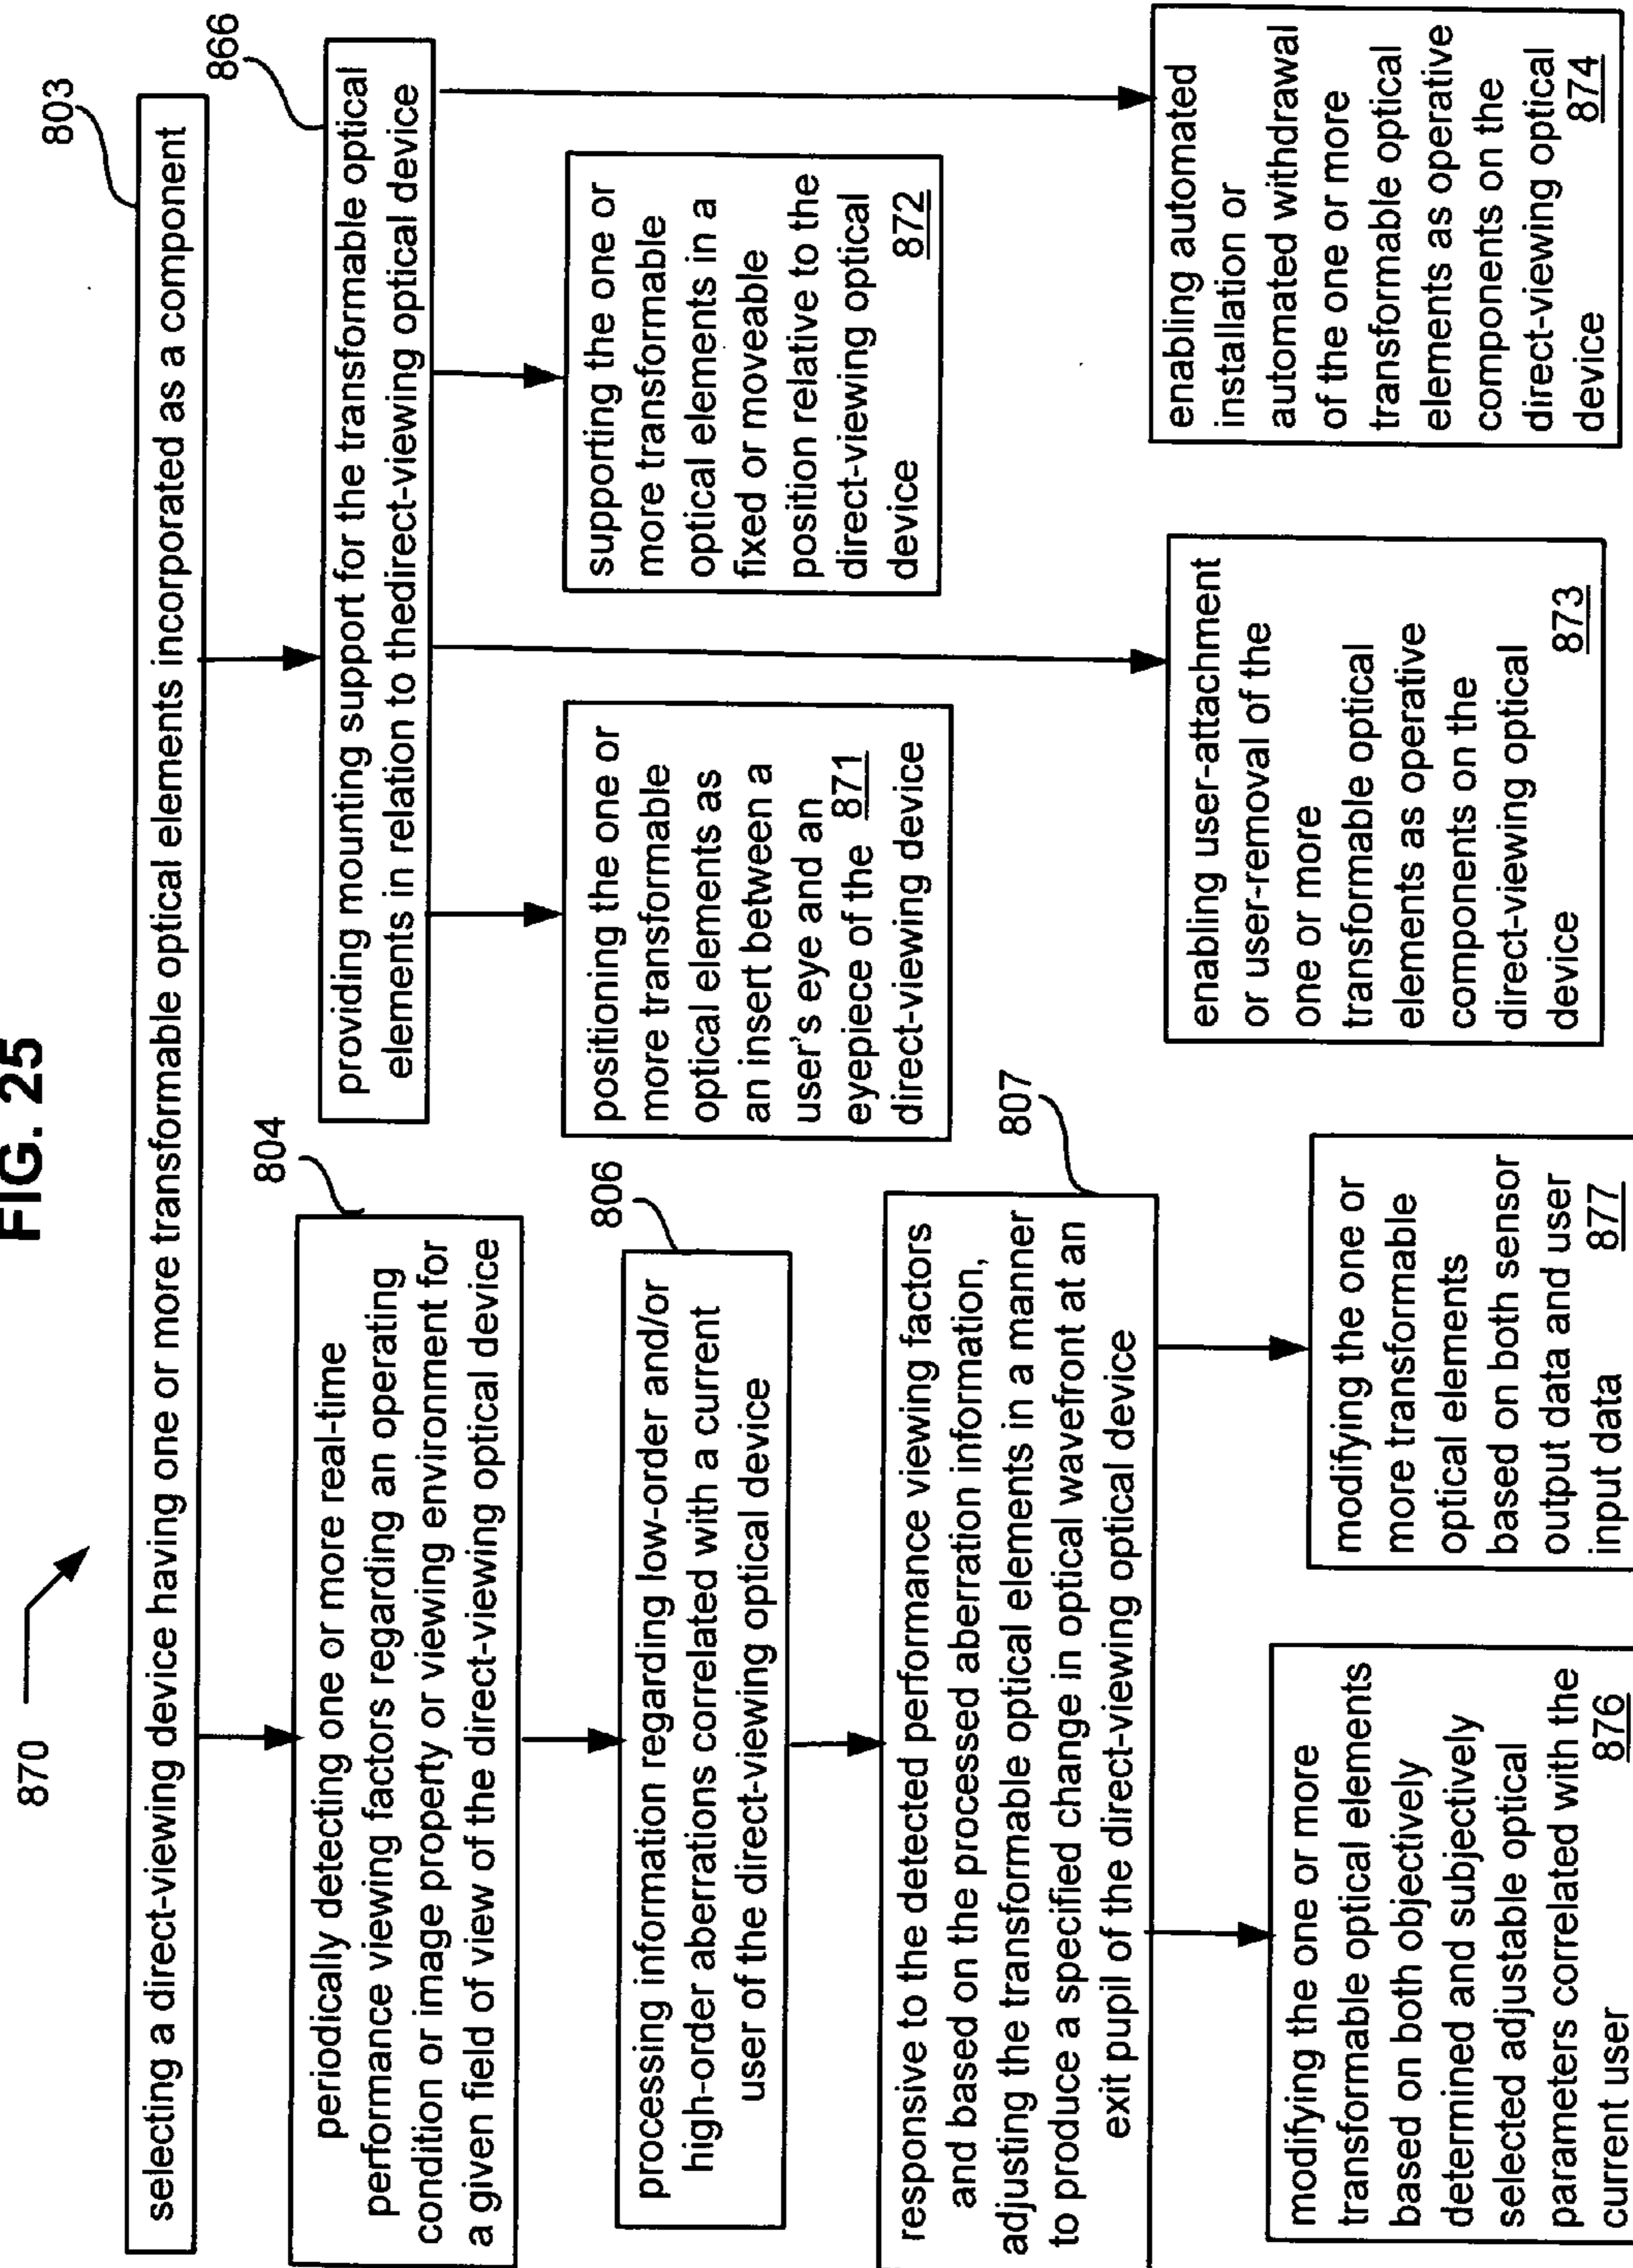 FIG. 25
870
803
selecting a direct-viewing device having one or more transformable optical elements incorporated as a component
804
periodically detecting one or more real-time
performance viewing factors regarding an operating
condition or image property or viewing environment for
a given field of view of the direct-viewing optical device
866
providing mounting support for the transformable optical
elements in relation to thedirect-viewing optical device
806
processing information regarding low-order and/or
high-order aberrations correlated with a current
user of the direct-viewing optical device
positioning the one or
more transformable
optical elements as
an insert between a
user's eye and an
eyepiece of the 871
direct-viewing device
supporting the one or
more transformable
optical elements in a
fixed or moveable
position relative to the
direct-viewing optical
device 872
807
responsive to the detected performance viewing factors
and based on the processed aberration information,
adjusting the transformable optical elements in a manner
to produce a specified change in optical wavefront at an
exit pupil of the direct-viewing optical device
enabling user-attachment
or user-removal of the
one or more
transformable optical
elements as operative
components on the
direct-viewing optical
device 873
enabling automated
installation or
automated withdrawal
of the one or more
transformable optical
elements as operative
components on the
direct-viewing optical
device 874
modifying the one or more
transformable optical elements
based on both objectively
determined and subjectively
selected adjustable optical
parameters correlated with the
current user 876
modifying the one or
more transformable
optical elements
based on both sensor
output data and user
input data 877